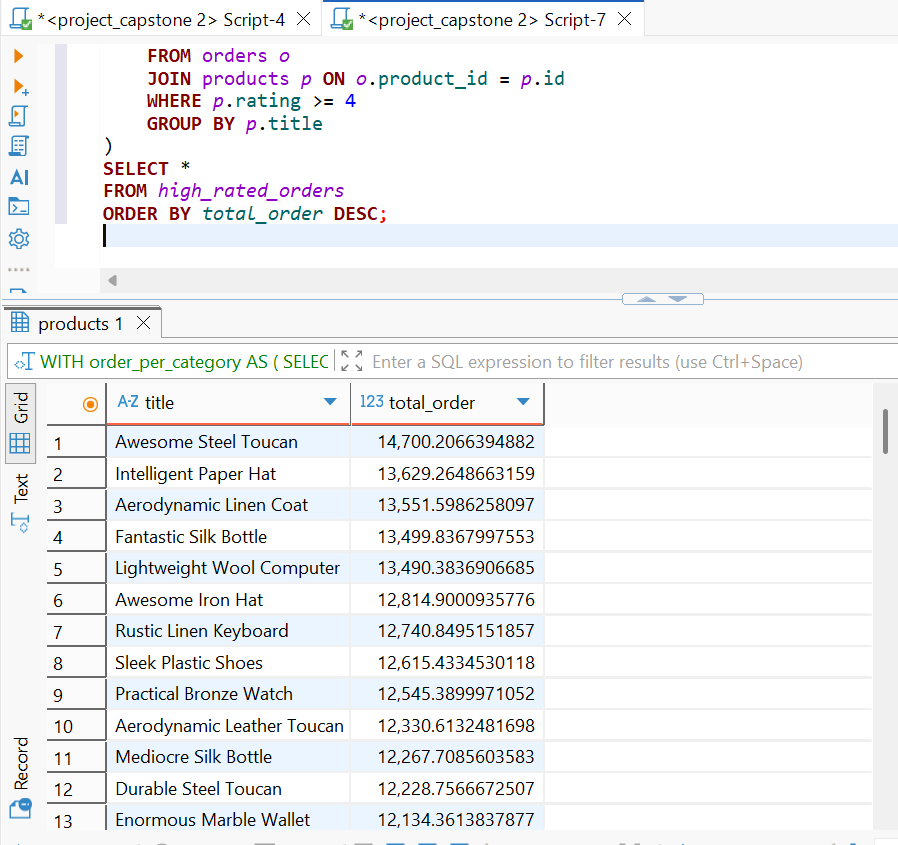 *<project_capstone 2> Script-4
*<project_capstone 2> Script-7
FROM orders o
JOIN products p ON o.product_id = p.id
WHERE p.rating >= 4
GROUP BY p.title
)
SELECT *
FROM high_rated_orders
ORDER BY total_order DESC;
AI
products 1
WITH order_per_category AS ( SELEC
Enter a SQL expression to filter results (use Ctrl+Space)
Grid
Text
Record
A-Z title 123 total_order
1 Awesome Steel Toucan 14,700.2066394882
2 Intelligent Paper Hat 13,629.2648663159
3 Aerodynamic Linen Coat 13,551.5986258097
4 Fantastic Silk Bottle 13,499.8367997553
5 Lightweight Wool Computer 13,490.3836906685
6 Awesome Iron Hat 12,814.9000935776
7 Rustic Linen Keyboard 12,740.8495151857
8 Sleek Plastic Shoes 12,615.4334530118
9 Practical Bronze Watch 12,545.3899971052
10 Aerodynamic Leather Toucan 12,330.6132481698
11 Mediocre Silk Bottle 12,267.7085603583
12 Durable Steel Toucan 12,228.7566672507
13 Enormous Marble Wallet 12,134.3613837877